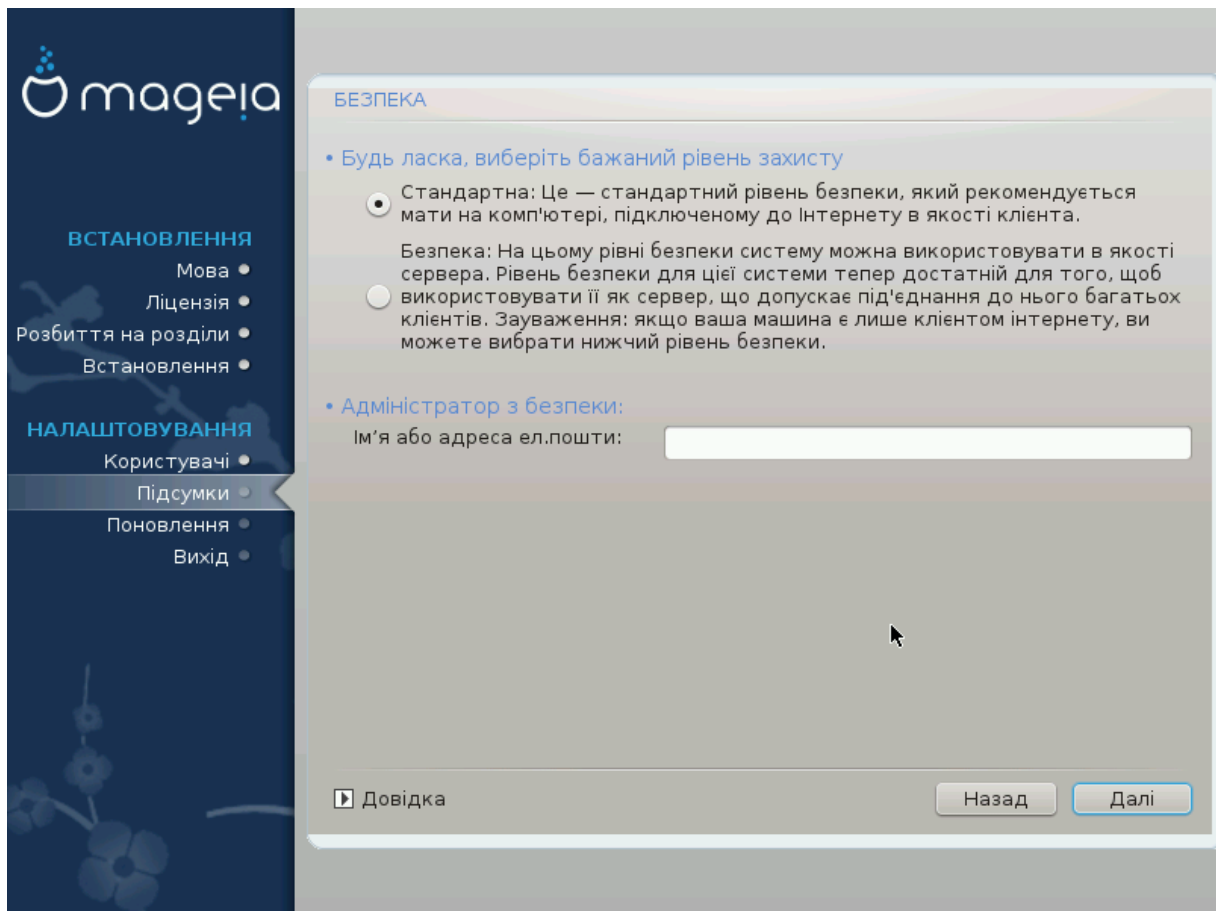 mageia
ВСТАНОВЛЕННЯ
Мова
Ліцензія
Розбиття на розділи
Встановлення
НАЛАШТОВУВАННЯ
Користувачі
Підсумки
Поновлення
Вихід
БЕЗПЕКА
• Будь ласка, виберіть бажаний рівень захисту
Стандартна: Це — стандартний рівень безпеки, який рекомендується
мати на комп'ютері, підключеному до Інтернету в якості клієнта.
Безпека: На цьому рівні безпеки систему можна використовувати в якості
сервера. Рівень безпеки для цієї системи тепер достатній для того, щоб
використовувати її як сервер, що допускає під'єднання до нього багатьох
клієнтів. Зауваження: якщо ваша машина є лише клієнтом інтернету, ви
можете вибрати нижчий рівень безпеки.
• Адміністратор з безпеки:
Ім’я або адреса ел.пошти:
Довідка
Назад
Далі